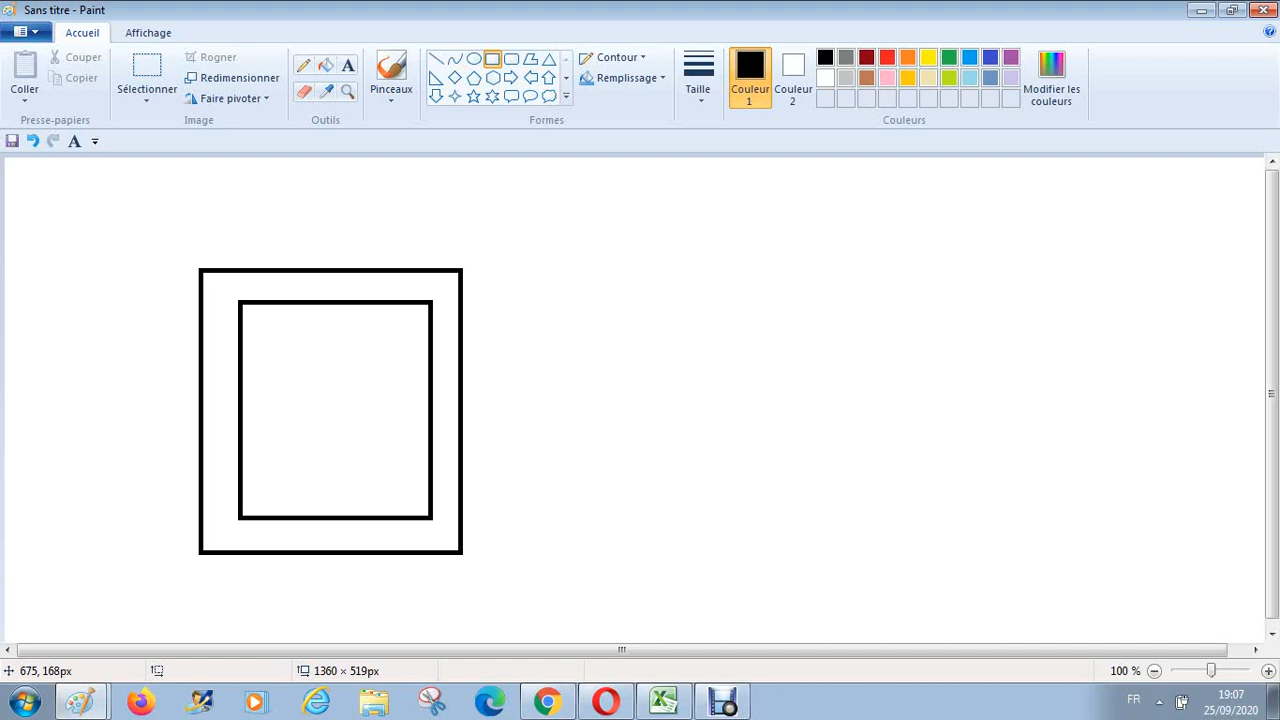 Sans titre - Paint
Accueil Affichage
Coller
Couper
Copier
Presse-papiers
Sélectionner
Rogner
Redimensionner
Faire pivoter
Image
A
Outils
Pinceaux
Contour
Remplissage
Formes
Taille
Couleur 1
Couleur 2
Modifier les couleurs
Couleurs
A
675, 168px
1360 × 519px
100 %
FR
19:07
25/09/2020